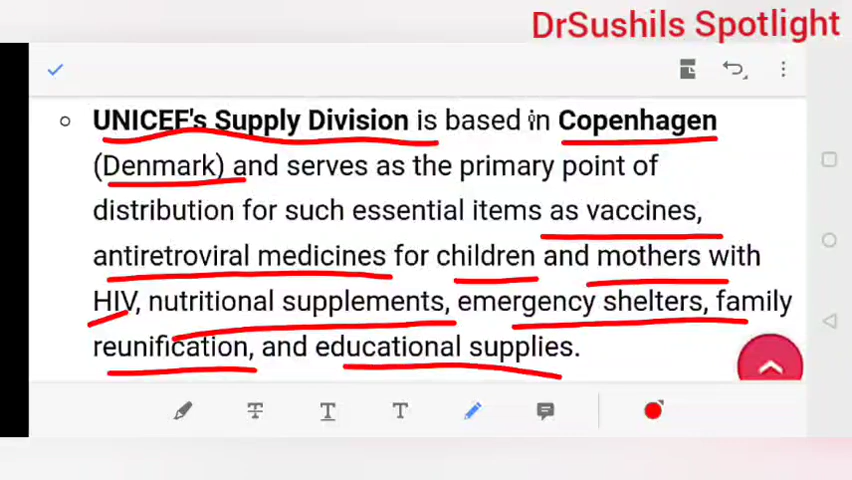 DrSushils Spotlight
UNICEF's Supply Division is based in Copenhagen
(Denmark) and serves as the primary point of
distribution for such essential items as vaccines,
antiretroviral medicines for children and mothers with
HIV, nutritional supplements, emergency shelters, family
reunification, and educational supplies.